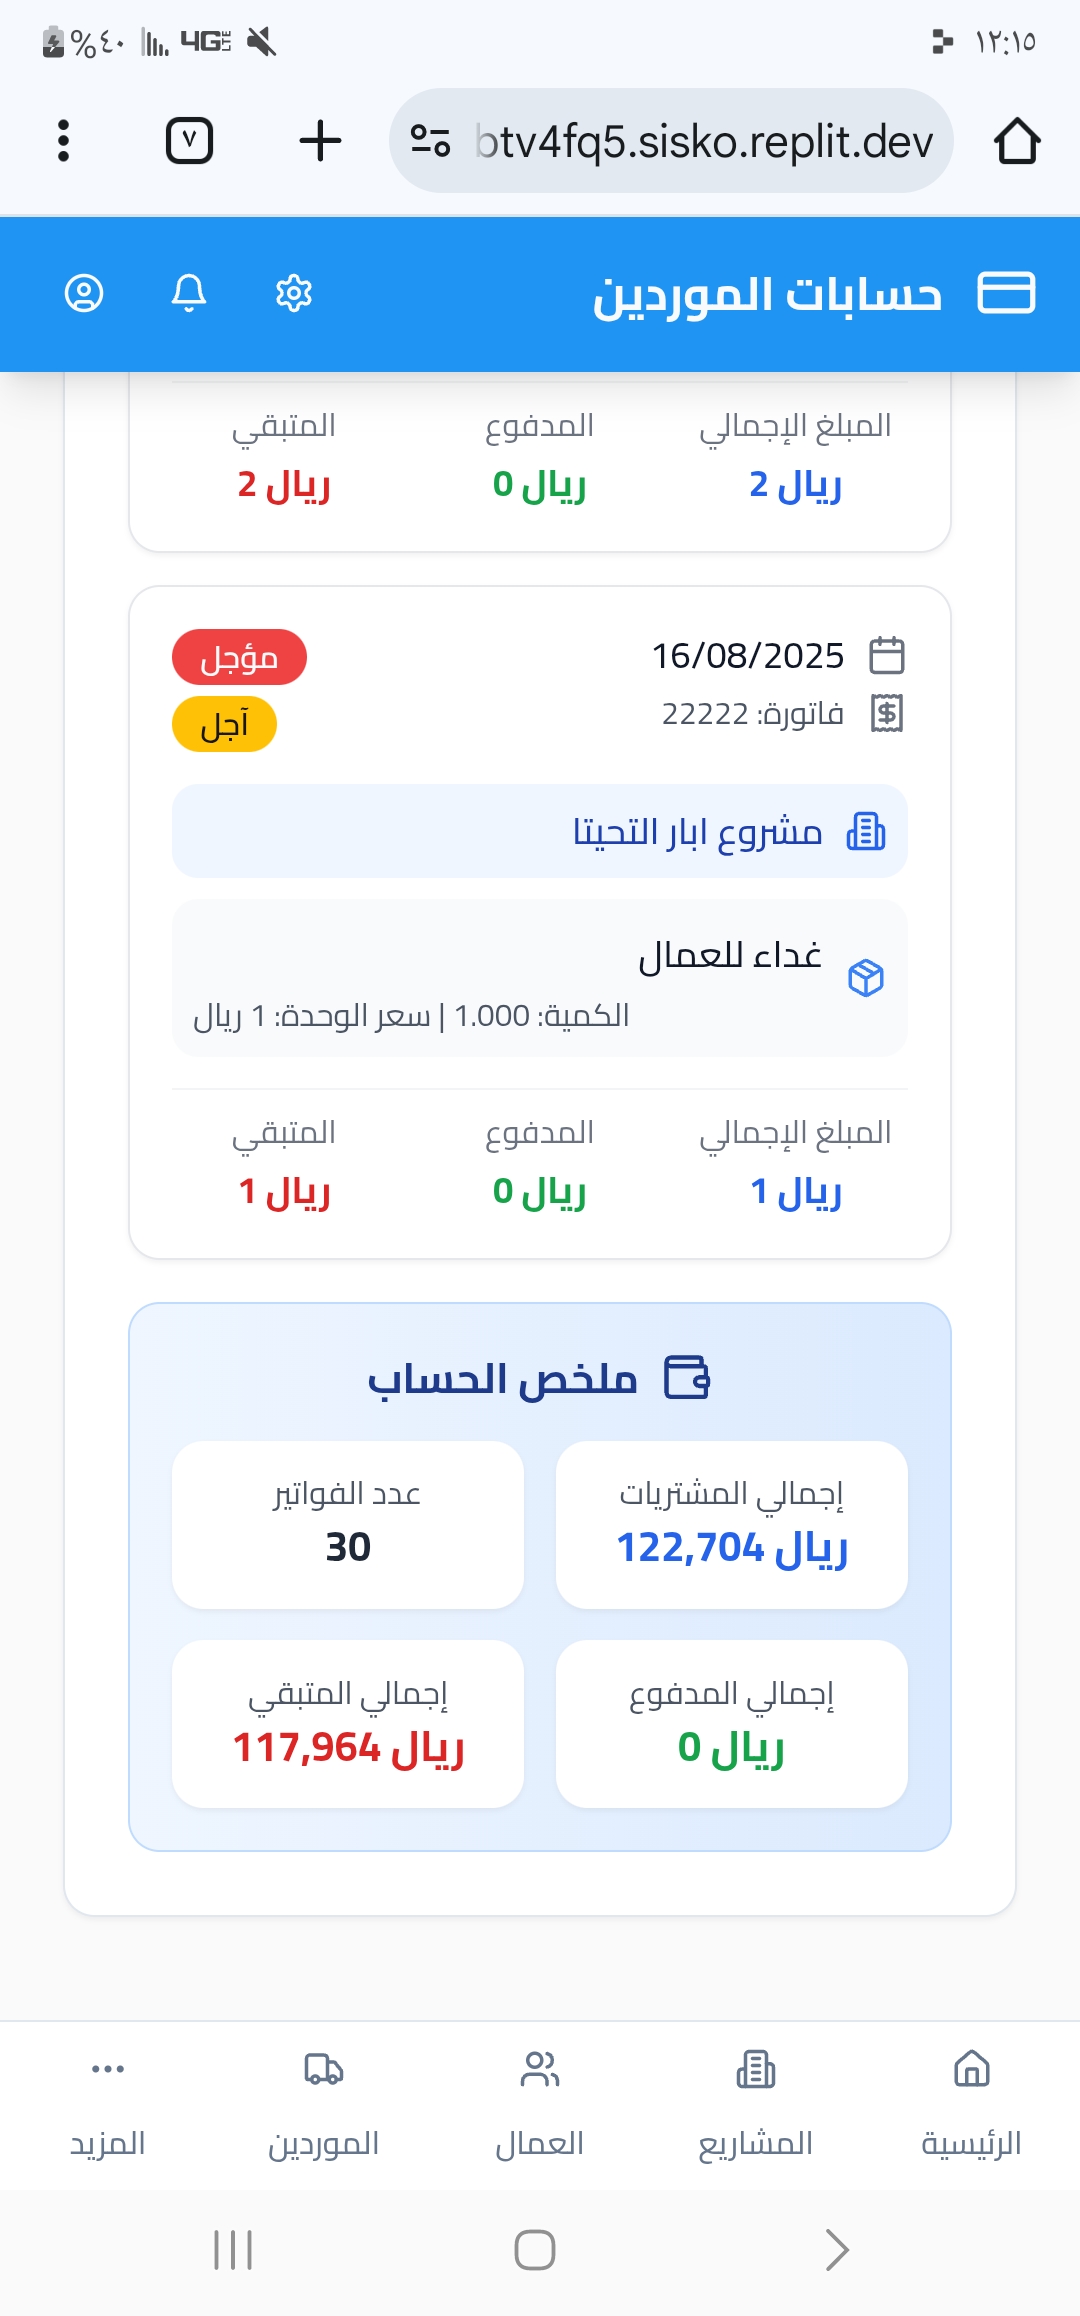 ١٢:١٥
4G LTE
%٤٠
btv4fq5.sisko.replit.dev
٧
حسابات الموردين
المبلغ الإجمالي
المدفوع
المتبقي
ريال 2
ريال 0
ريال 2
16/08/2025
مؤجل
فاتورة: 22222
آجل
مشروع ابار التحيتا
غداء للعمال
الكمية: 1.000 | سعر الوحدة: 1 ريال
المبلغ الإجمالي
المدفوع
المتبقي
ريال 1
ريال 0
ريال 1
ملخص الحساب
إجمالي المشتريات
ريال 122,704
عدد الفواتير
30
إجمالي المدفوع
ريال 0
إجمالي المتبقي
ريال 117,964
الرئيسية
المشاريع
العمال
الموردين
المزيد